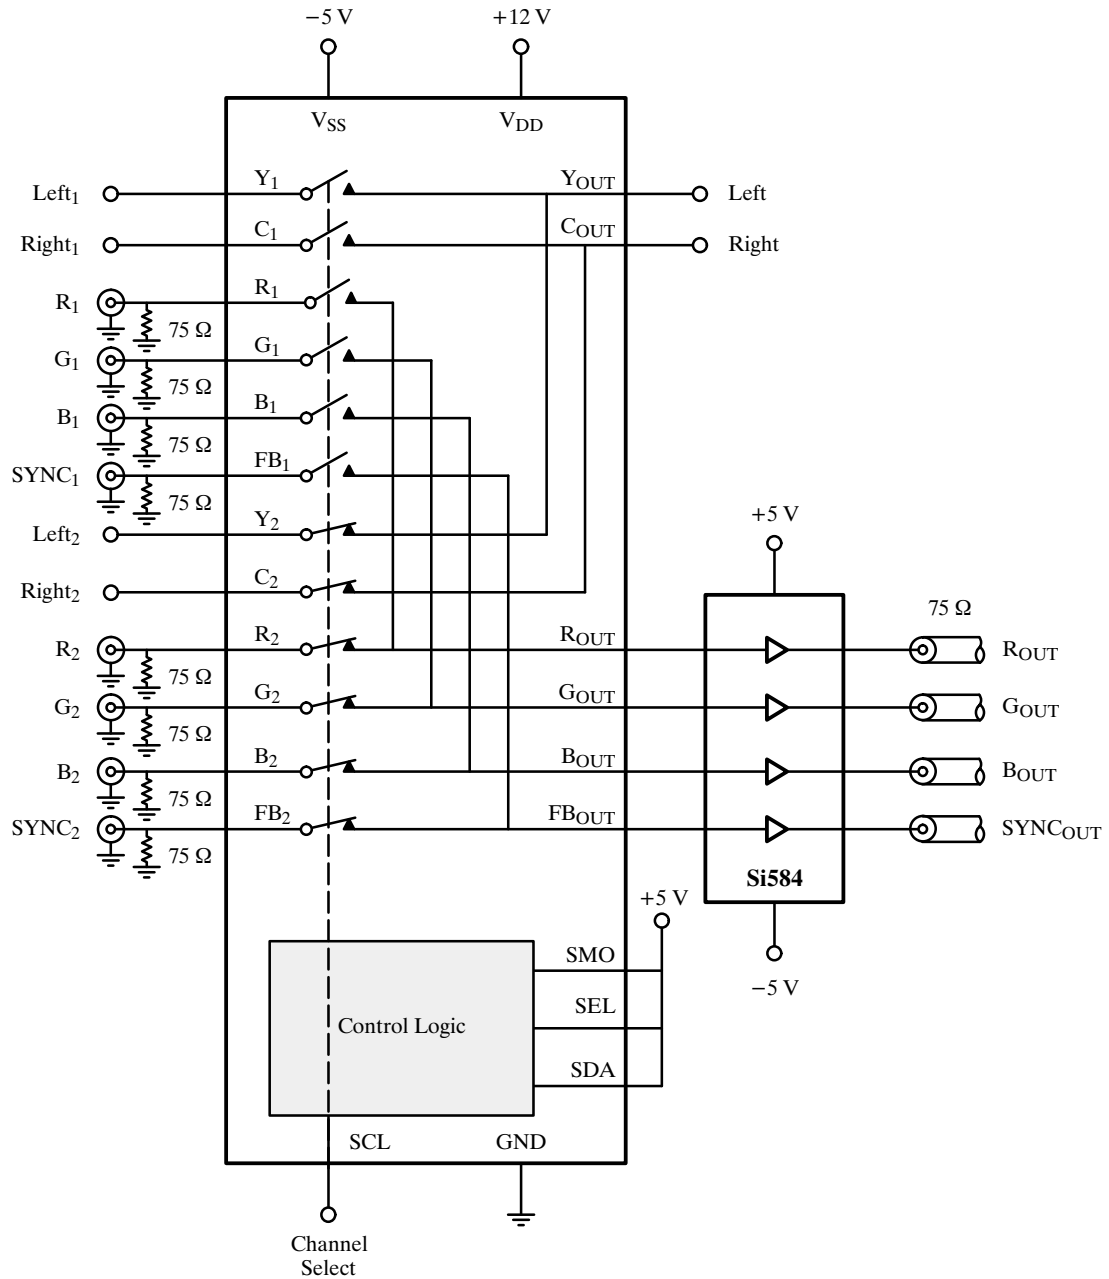 −5 V
+12 V
VSS
VDD
Left1
Y1
YOUT
Left
Right1
C1
COUT
Right
R1
R1
75 Ω
G1
G1
75 Ω
B1
B1
75 Ω
SYNC1
FB1
75 Ω
Left2
Y2
+5 V
Right2
C2
75 Ω
R2
R2
ROUT
ROUT
75 Ω
G2
G2
GOUT
GOUT
75 Ω
B2
B2
BOUT
BOUT
75 Ω
SYNC2
FB2
FBOUT
SYNCOUT
75 Ω
Si584
+5 V
−5 V
SMO
SEL
Control Logic
SDA
SCL
GND
Channel
Select